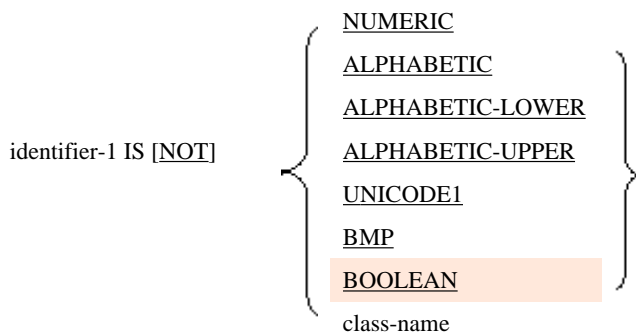 NUMERIC
ALPHABETIC
ALPHABETIC-LOWER
identifier-1 IS [NOT] ALPHABETIC-UPPER
UNICODE1
BMP
BOOLEAN
class-name